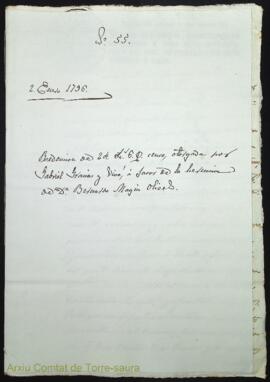 Nº 55.
2. Enero 1796.
Redencion de 24 L. 6 D. censo, otorgada por
Gabriel Gracias y Vivó á favor de la herencia
de Dn. Bernardo Magin Olives.
Arxiu Comtat de Torre-saura